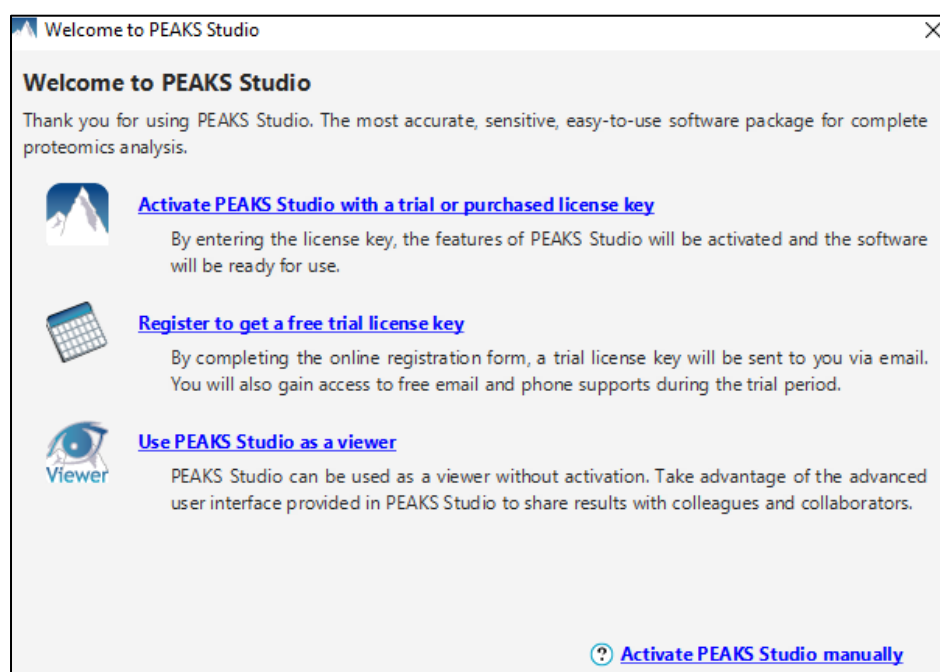 Welcome to PEAKS Studio
Welcome to PEAKS Studio
Thank you for using PEAKS Studio. The most accurate, sensitive, easy-to-use software package for complete
proteomics analysis.
Activate PEAKS Studio with a trial or purchased license key
By entering the license key, the features of PEAKS Studio will be activated and the software
will be ready for use.
Register to get a free trial license key
By completing the online registration form, a trial license key will be sent to you via email.
You will also gain access to free email and phone supports during the trial period.
Use PEAKS Studio as a viewer
Viewer
PEAKS Studio can be used as a viewer without activation. Take advantage of the advanced
user interface provided in PEAKS Studio to share results with colleagues and collaborators.
? Activate PEAKS Studio manually